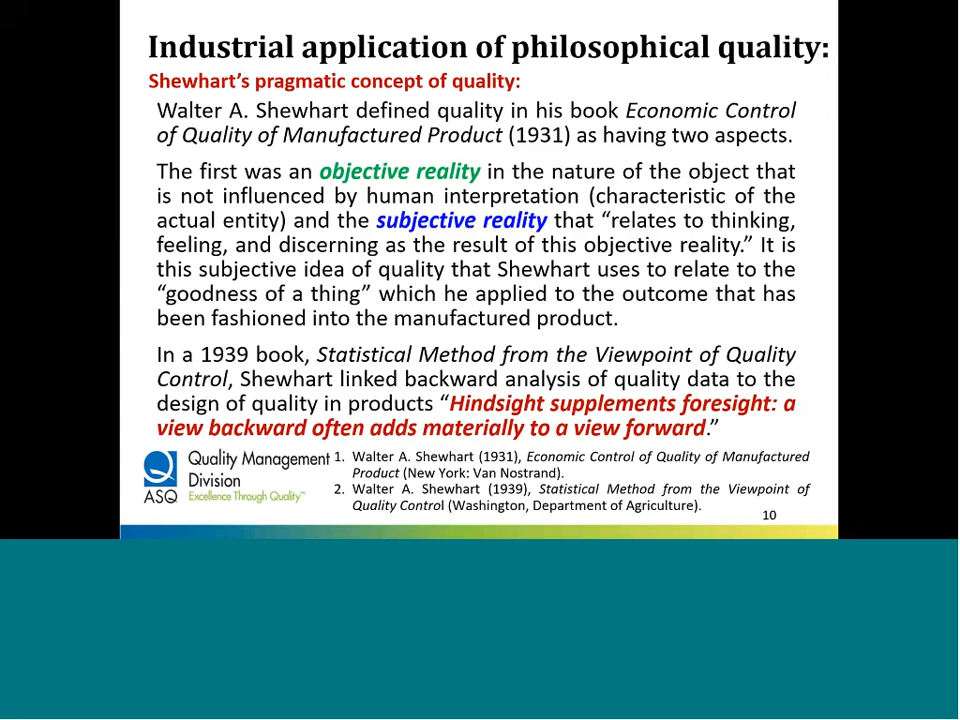 Industrial application of philosophical quality:
Shewhart's pragmatic concept of quality:
Walter A. Shewhart defined quality in his book Economic Control
of Quality of Manufactured Product (1931) as having two aspects.
The first was an objective reality in the nature of the object that
is not influenced by human interpretation (characteristic of the
actual entity) and the subjective reality that “relates to thinking,
feeling, and discerning as the result of this objective reality.” It is
this subjective idea of quality that Shewhart uses to relate to the
“goodness of a thing” which he applied to the outcome that has
been fashioned into the manufactured product.
In a 1939 book, Statistical Method from the Viewpoint of Quality
Control, Shewhart linked backward analysis of quality data to the
design of quality in products “Hindsight supplements foresight: a
view backward often adds materially to a view forward.”
ASQ
Quality Management
Division
Excellence Through Quality™
1. Walter A. Shewhart (1931), Economic Control of Quality of Manufactured
Product (New York: Van Nostrand).
2. Walter A. Shewhart (1939), Statistical Method from the Viewpoint of
Quality Control (Washington, Department of Agriculture).
10